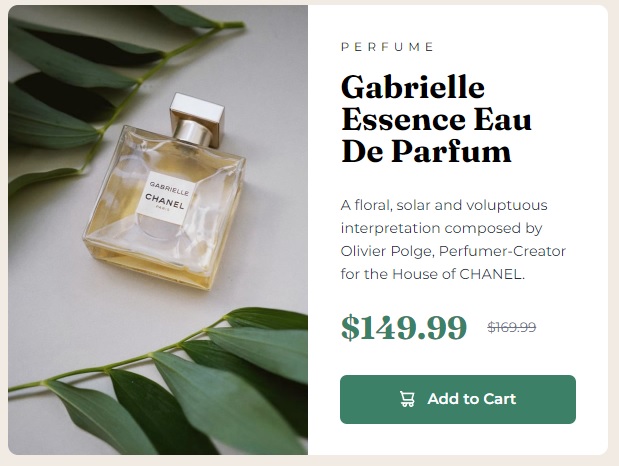 GABRIELLE
CHANEL
PARIS
PERFUME
Gabrielle
Essence Eau
De Parfum
A floral, solar and voluptuous
interpretation composed by
Olivier Polge, Perfumer-Creator
for the House of CHANEL.
$149.99 $169.99
Add to Cart